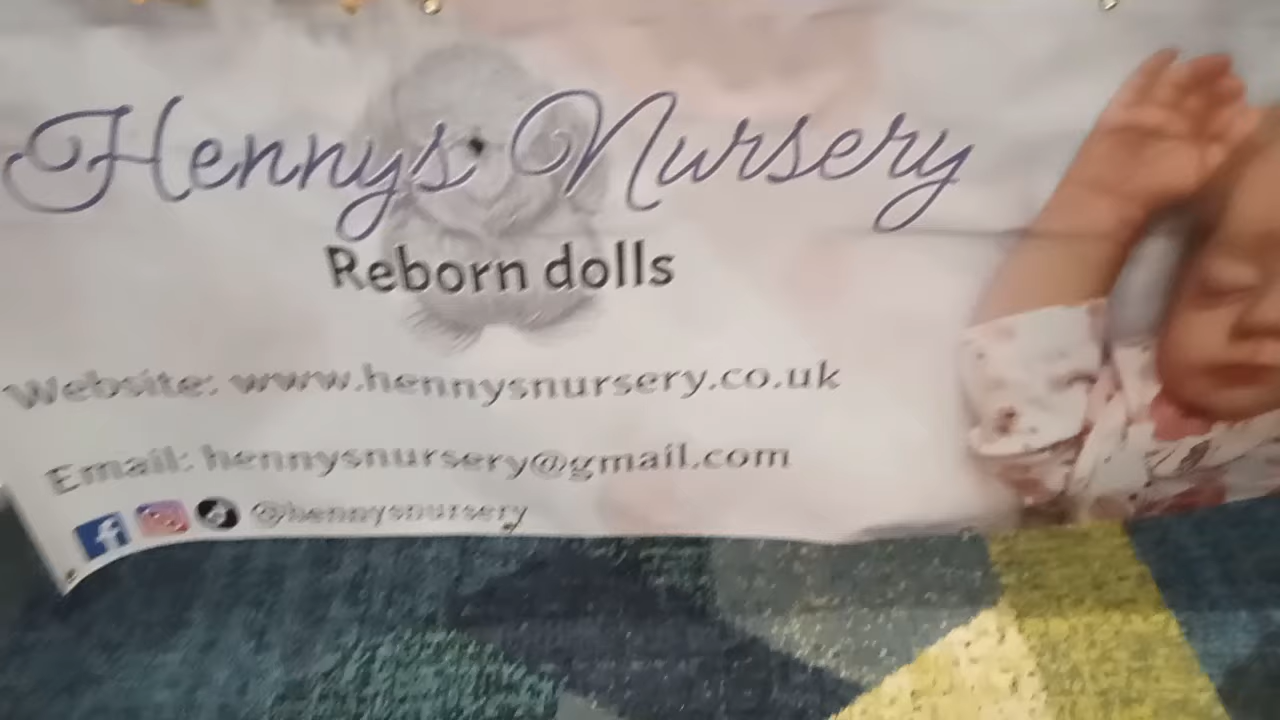 Hennys Nursery
Reborn dolls
Website: www.hennysnursery.co.uk
Email: hennysnursery@gmail.com
@hennysnursery